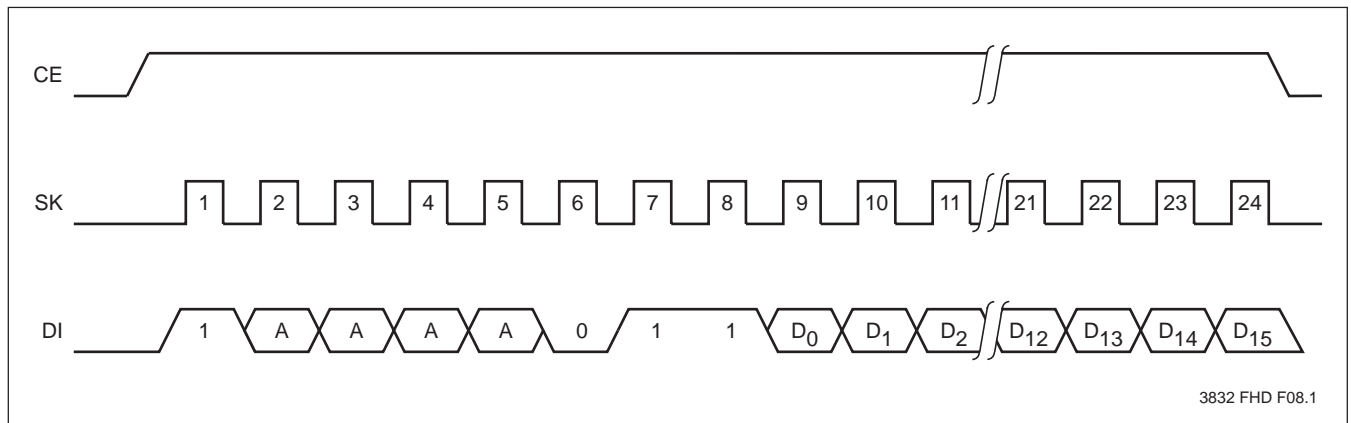 CE
SK 1 2 3 4 5 6 7 8 9 10 11 21 22 23 24
DI 1 A A A A 0 1 1 D0 D1 D2 D12 D13 D14 D15
3832 FHD F08.1